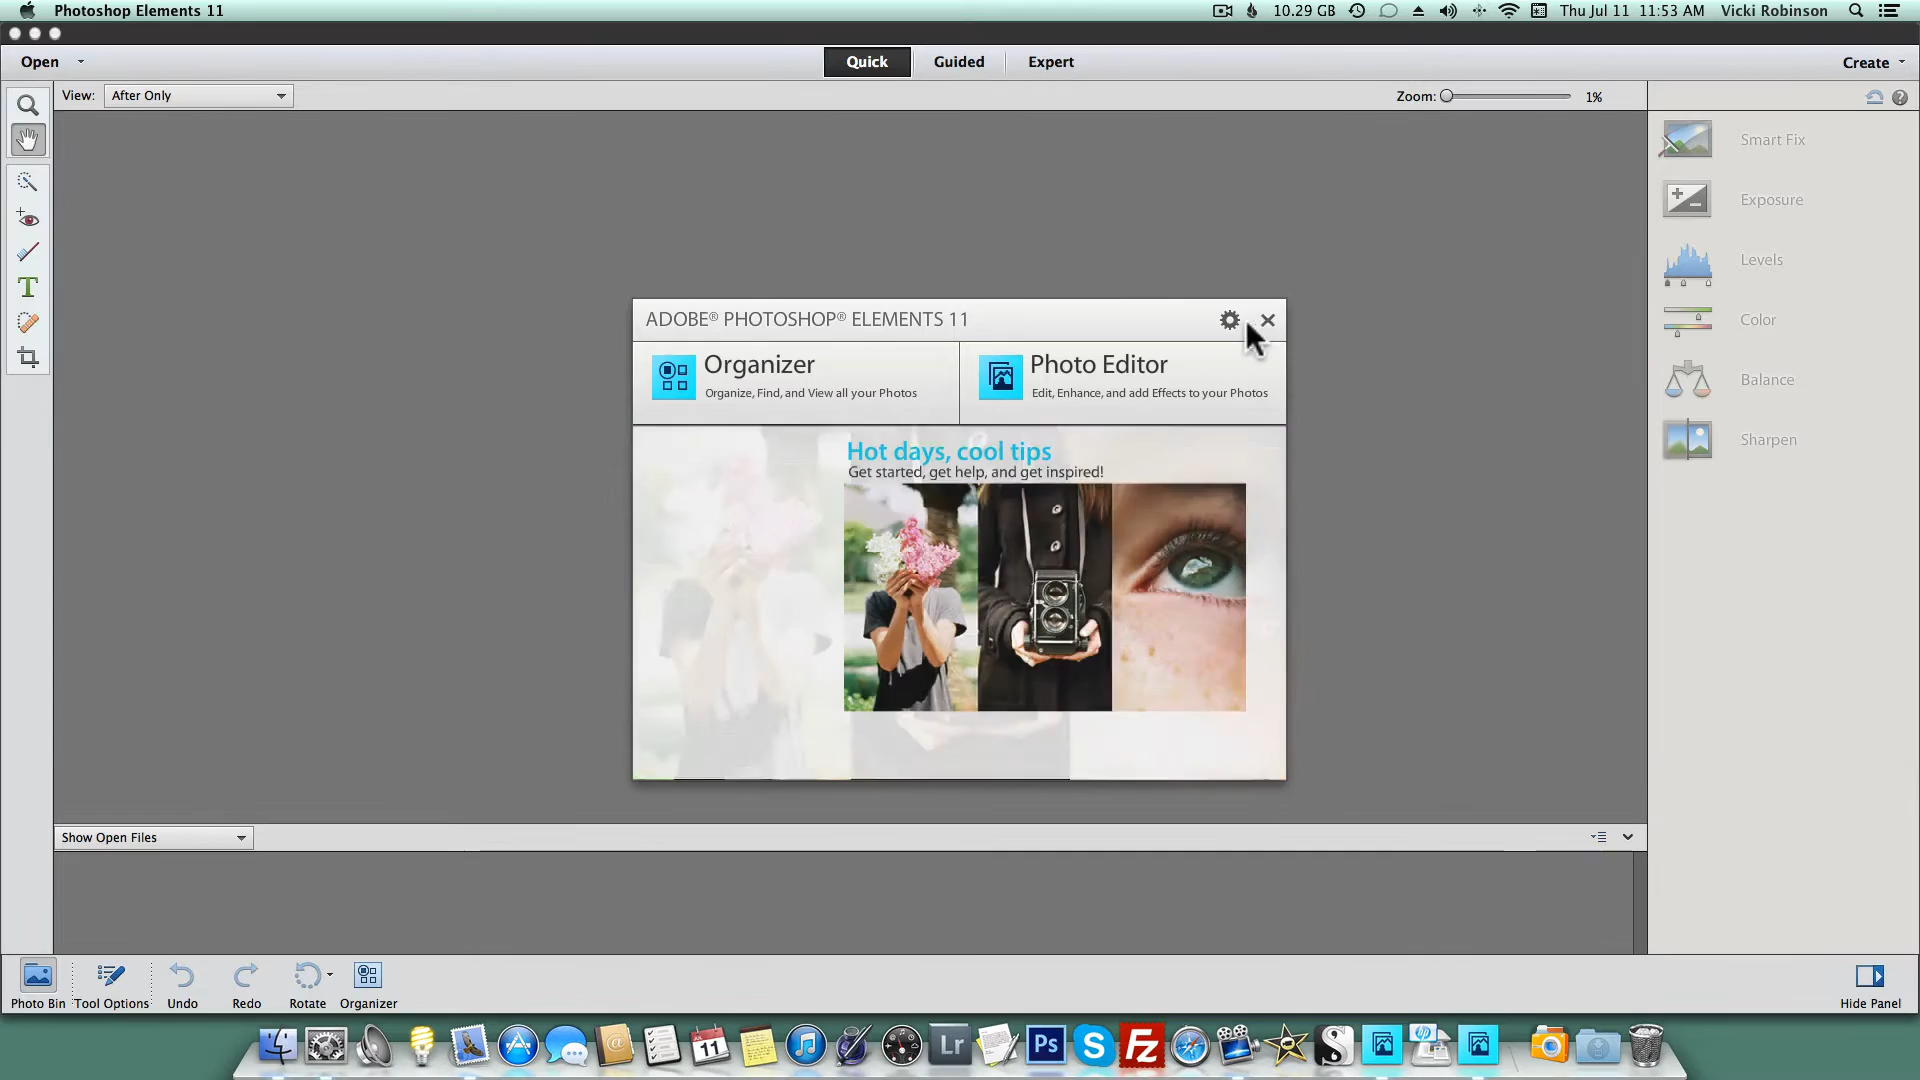 Photoshop Elements 11
10.29 GB
Thu Jul 11 11:53 AM
Vicki Robinson
Open
Quick
Guided
Expert
Create
View:
After Only
Zoom:
1%
Smart Fix
Exposure
Levels
Color
Balance
Sharpen
ADOBE® PHOTOSHOP® ELEMENTS 11
Organizer
Organize, Find, and View all your Photos
Photo Editor
Edit, Enhance, and add Effects to your Photos
Hot days, cool tips
Get started, get help, and get inspired!
Show Open Files
Photo Bin
Tool Options
Undo
Redo
Rotate
Organizer
Hide Panel
11
Lr
Ps
S
Fz
S
hp